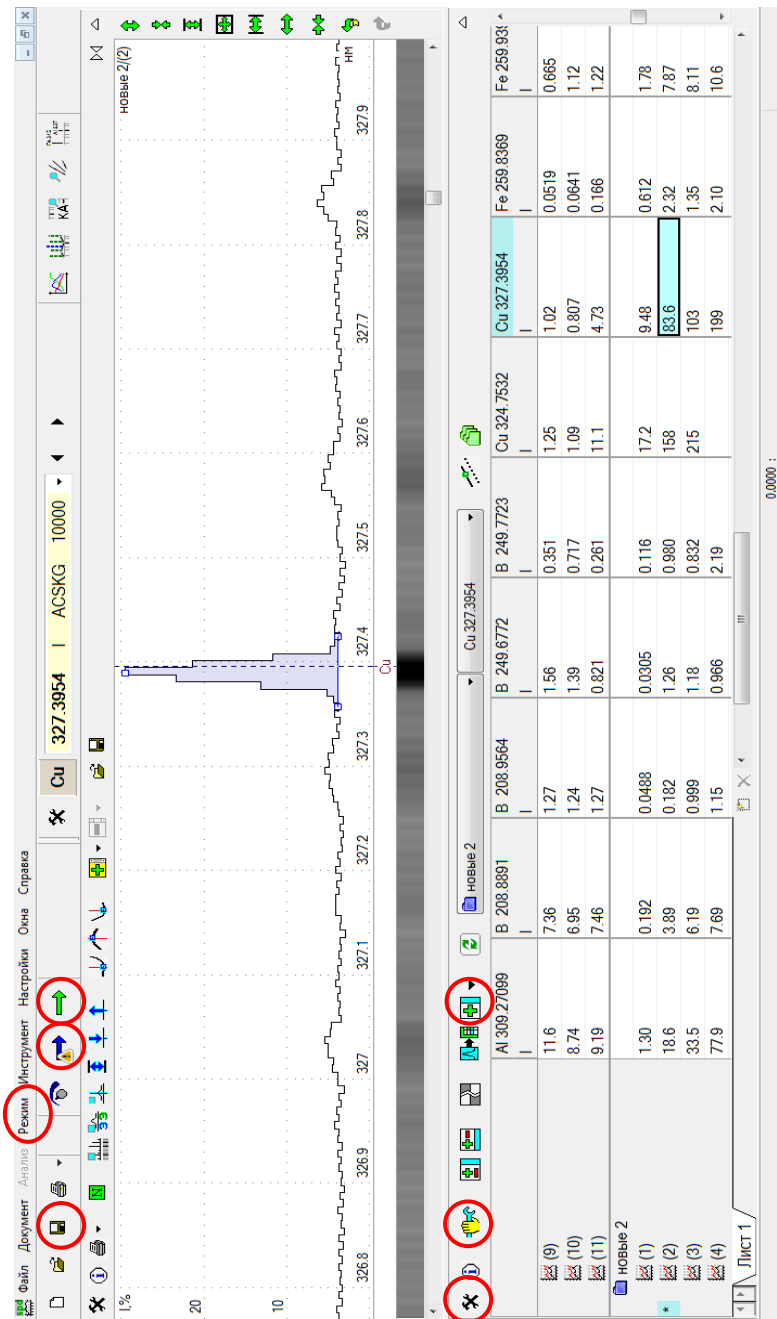 Файл Документ Анализ Режим Инструмент Настройки Окна Справка
Cu 327.3954 I ACSKG 10000
КАЯ
I,%
новые 2/(2)
20
10
326.8 326.9 327 327.1 327.2 327.3 327.4 327.5 327.6 327.7 327.8 327.9 нм
Cu
новые 2 Cu 327.3954
Al 309.27099 B 208.8891 B 208.9564 B 249.6772 B 249.7723 Cu 324.7532 Cu 327.3954 Fe 259.8369 Fe 259.939
I I I I I I I I I
(9) 11.6 7.36 1.27 1.56 0.351 1.25 1.02 0.0519 0.665
(10) 8.74 6.95 1.24 1.39 0.717 1.09 0.807 0.0641 1.12
(11) 9.19 7.46 1.27 0.821 0.261 11.1 4.73 0.166 1.22
новые 2
(1) 1.30 0.192 0.0488 0.0305 0.116 17.2 9.48 0.612 1.78
* (2) 18.6 3.89 0.182 1.26 0.980 158 83.6 2.32 7.87
(3) 33.5 6.19 0.999 1.18 0.832 215 103 1.35 8.11
(4) 77.9 7.69 1.15 0.966 2.19 199 2.10 10.6
Лист 1
0.0000 :